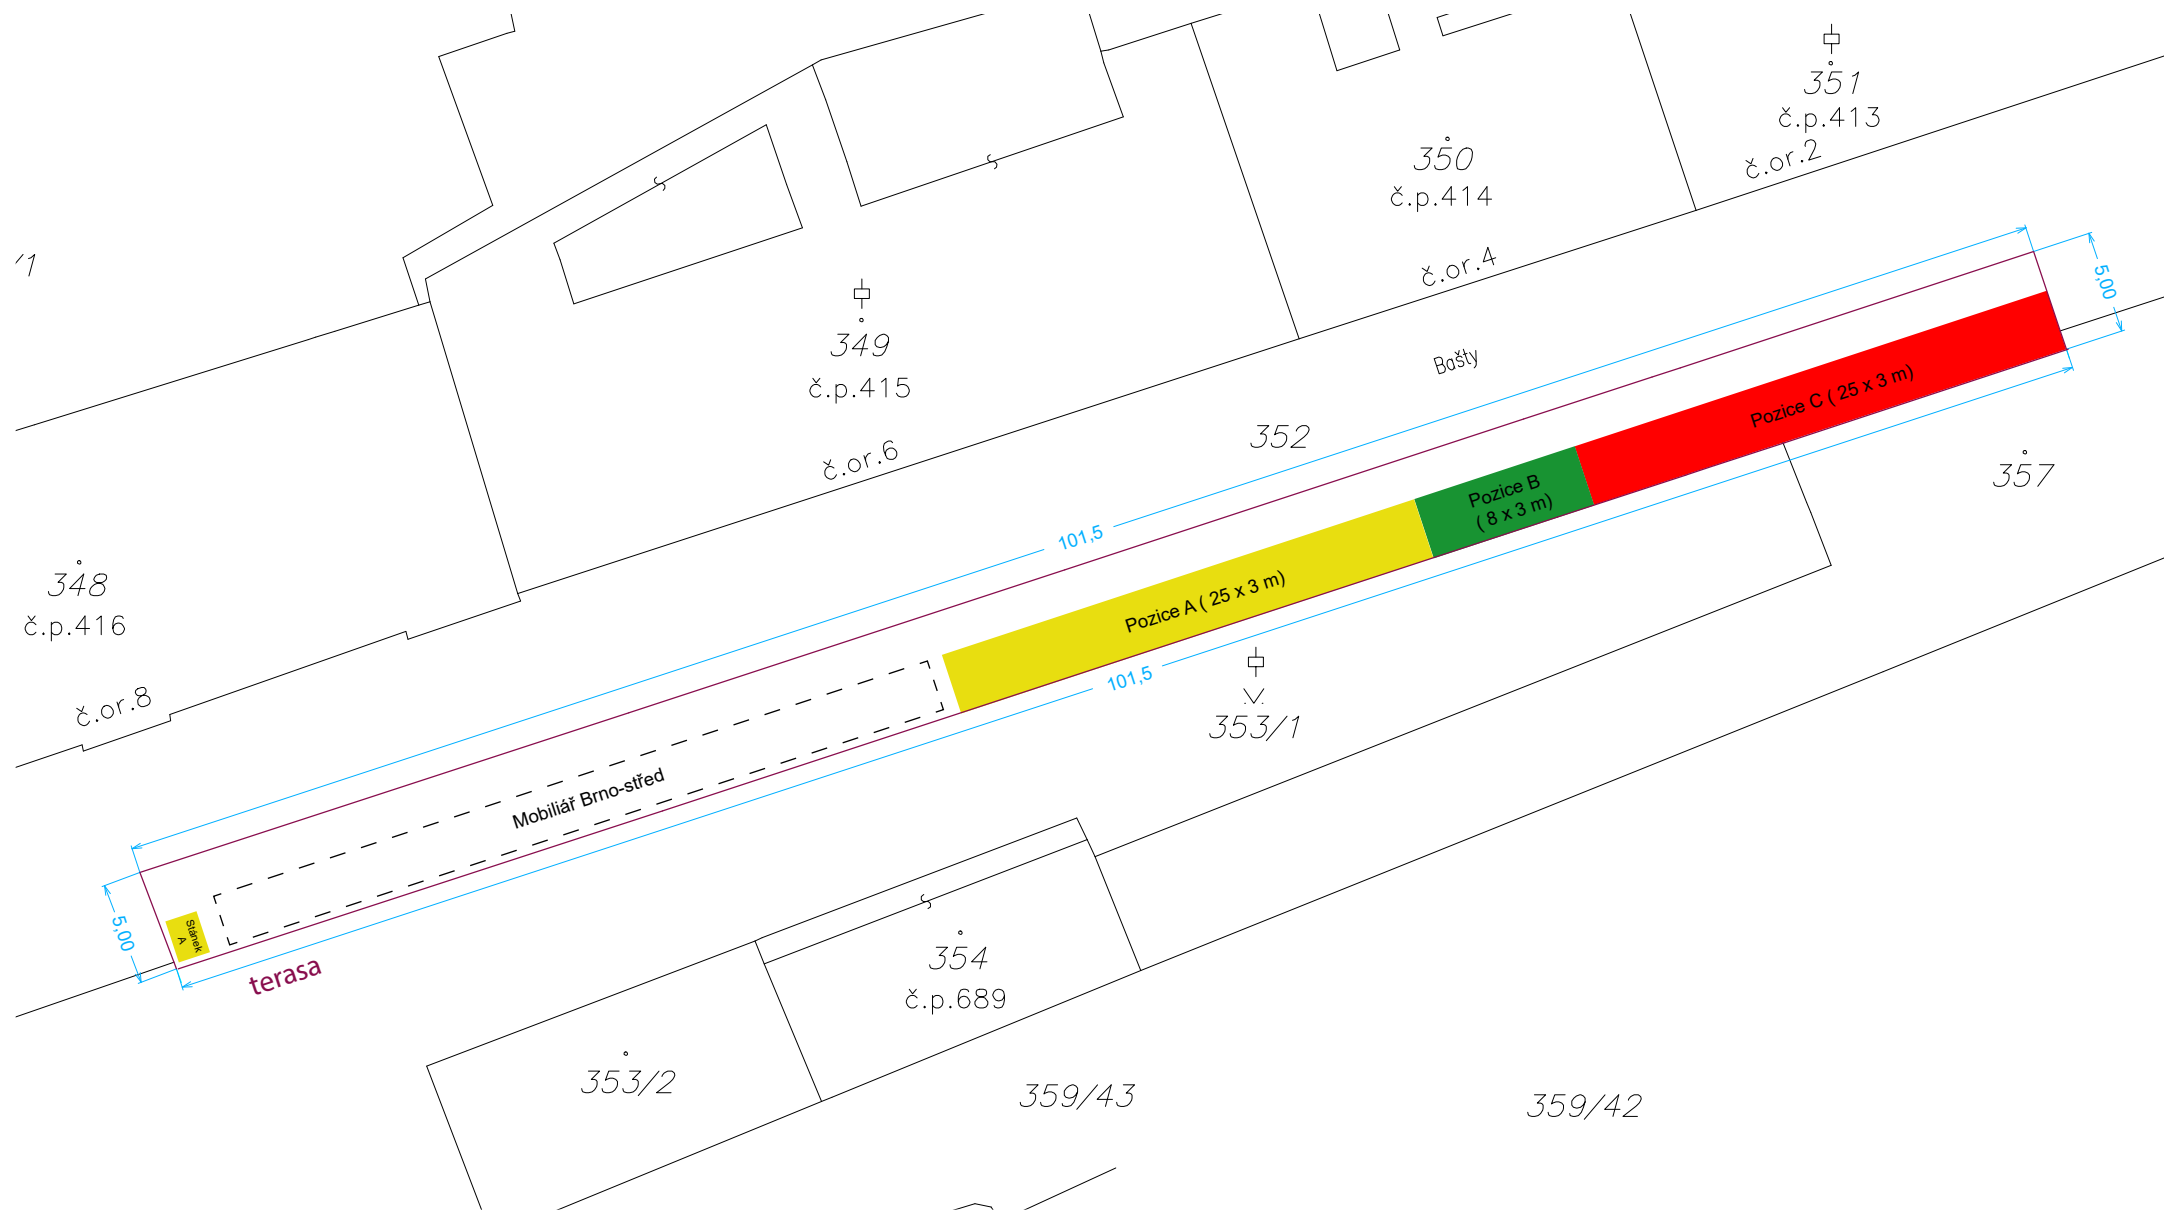 351
č.p.413
č.or.2
350
č.p.414
č.or.4
/1
349
č.p.415
č.or.6
Bašty
352
5,00
Pozice C ( 25 x 3 m)
357
Pozice B
( 8 x 3 m)
101,5
Pozice A ( 25 x 3 m)
348
č.p.416
č.or.8
101,5
353/1
Mobiliář Brno-střed
5,00
Stánek
A
terasa
354
č.p.689
353/2
359/43
359/42